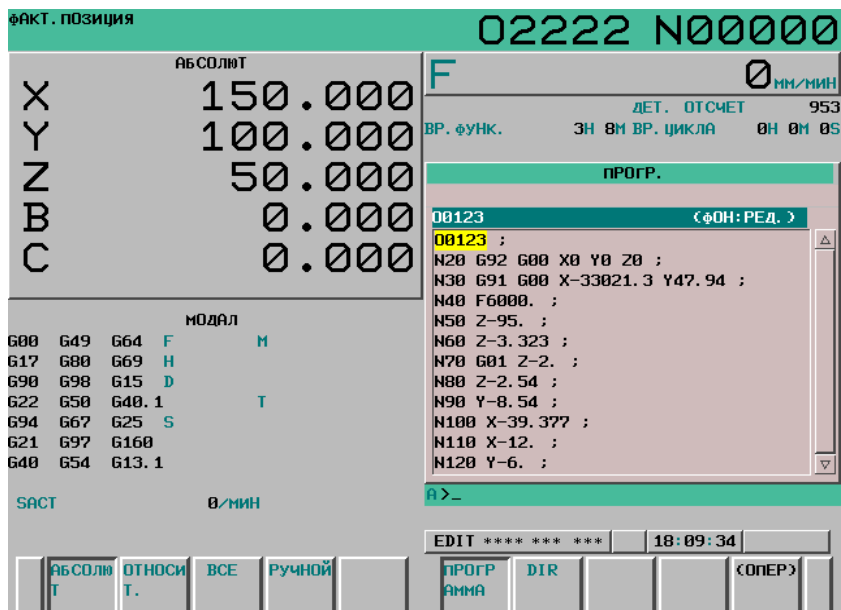 ФАКТ.ПОЗИЦИЯ
O2222 N00000
АБСОЛЮТ
X 150.000
Y 100.000
Z 50.000
B 0.000
C 0.000
F 0 ММ/МИН
ДЕТ. ОТСЧЕТ 953
ВР.ФУНК. 3H 8M ВР.ЦИКЛА 0H 0M 0S
ПРОГР.
O0123 (ФОН:РЕД.)
O0123 ;
N20 G92 G00 X0 Y0 Z0 ;
N30 G91 G00 X-33021.3 Y47.94 ;
N40 F6000. ;
N50 Z-95. ;
N60 Z-3.323 ;
N70 G01 Z-2. ;
N80 Z-2.54 ;
N90 Y-8.54 ;
N100 X-39.377 ;
N110 X-12. ;
N120 Y-6. ;
МОДАЛ
G00 G49 G64 F M
G17 G80 G69 H
G90 G98 G15 D
G22 G50 G40.1 T
G94 G67 G25 S
G21 G97 G160
G40 G54 G13.1
SACT 0/МИН
A>_
EDIT **** *** *** 18:09:34
АБСОЛЮ
Т
ОТНОСИ
Т.
ВСЕ
РУЧНОЙ
ПРОГР
АММА
DIR
(ОПЕР)